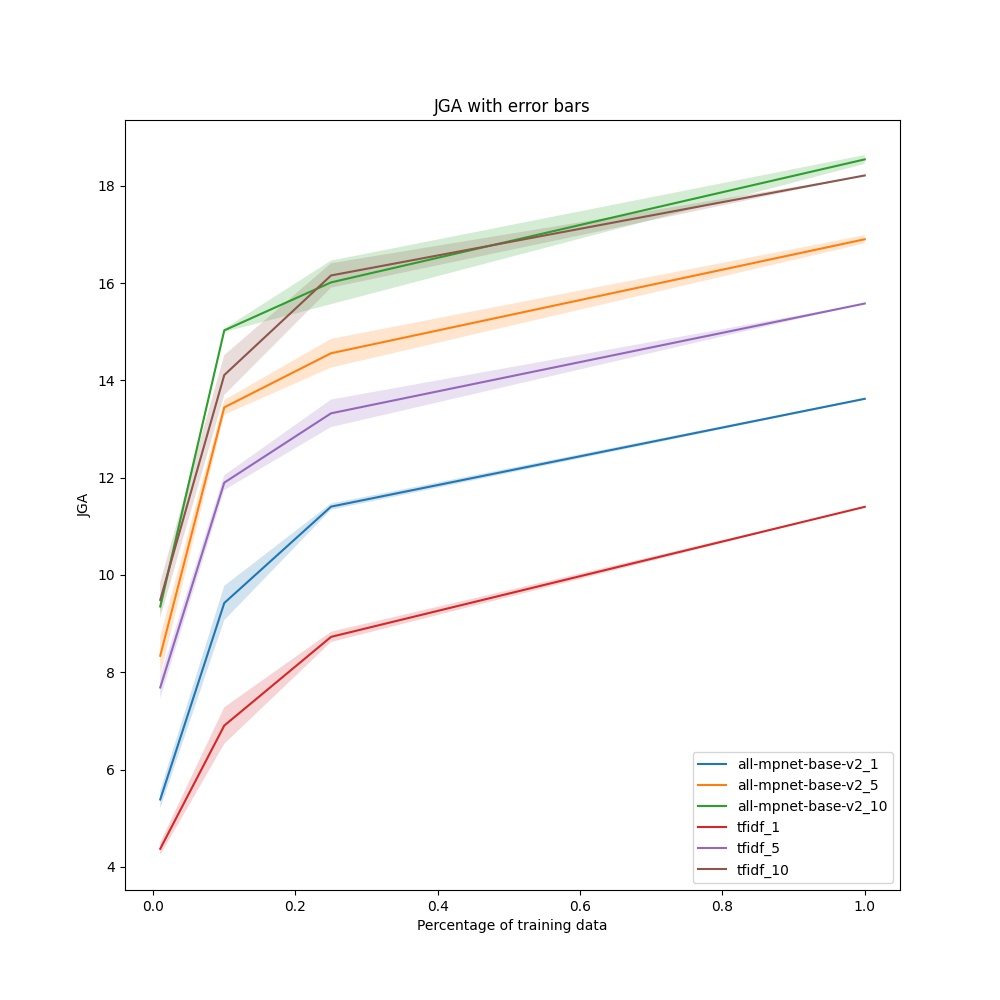 JGA with error bars
JGA
18
16
14
12
10
8
6
4
0.0 0.2 0.4 0.6 0.8 1.0
Percentage of training data
all-mpnet-base-v2_1
all-mpnet-base-v2_5
all-mpnet-base-v2_10
tfidf_1
tfidf_5
tfidf_10